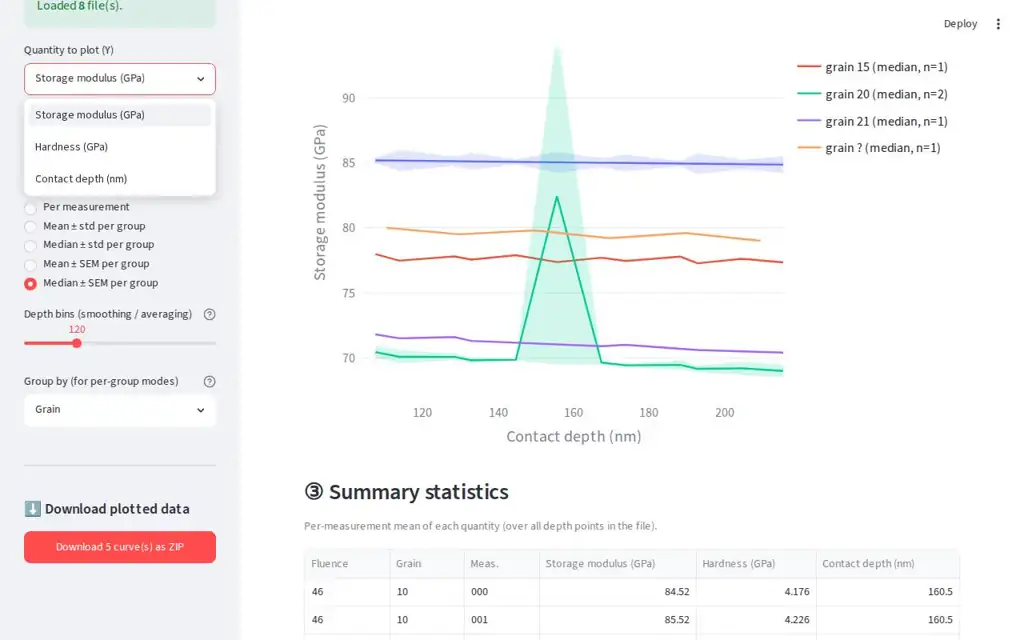 Loaded 8 file(s).
Quantity to plot (Y)
Storage modulus (GPa)
Storage modulus (GPa)
Hardness (GPa)
Contact depth (nm)
Per measurement
Mean ± std per group
Median ± std per group
Mean ± SEM per group
Median ± SEM per group
Depth bins (smoothing / averaging)
120
Group by (for per-group modes)
Grain
⬇️ Download plotted data
Download 5 curve(s) as ZIP
Deploy
grain 15 (median, n=1)
grain 20 (median, n=2)
grain 21 (median, n=1)
grain ? (median, n=1)
Storage modulus (GPa)
90
85
80
75
70
120 140 160 180 200
Contact depth (nm)
③ Summary statistics
Per-measurement mean of each quantity (over all depth points in the file).
Fluence Grain Meas. Storage modulus (GPa) Hardness (GPa) Contact depth (nm)
46 10 000 84.52 4.176 160.5
46 10 001 85.52 4.226 160.5